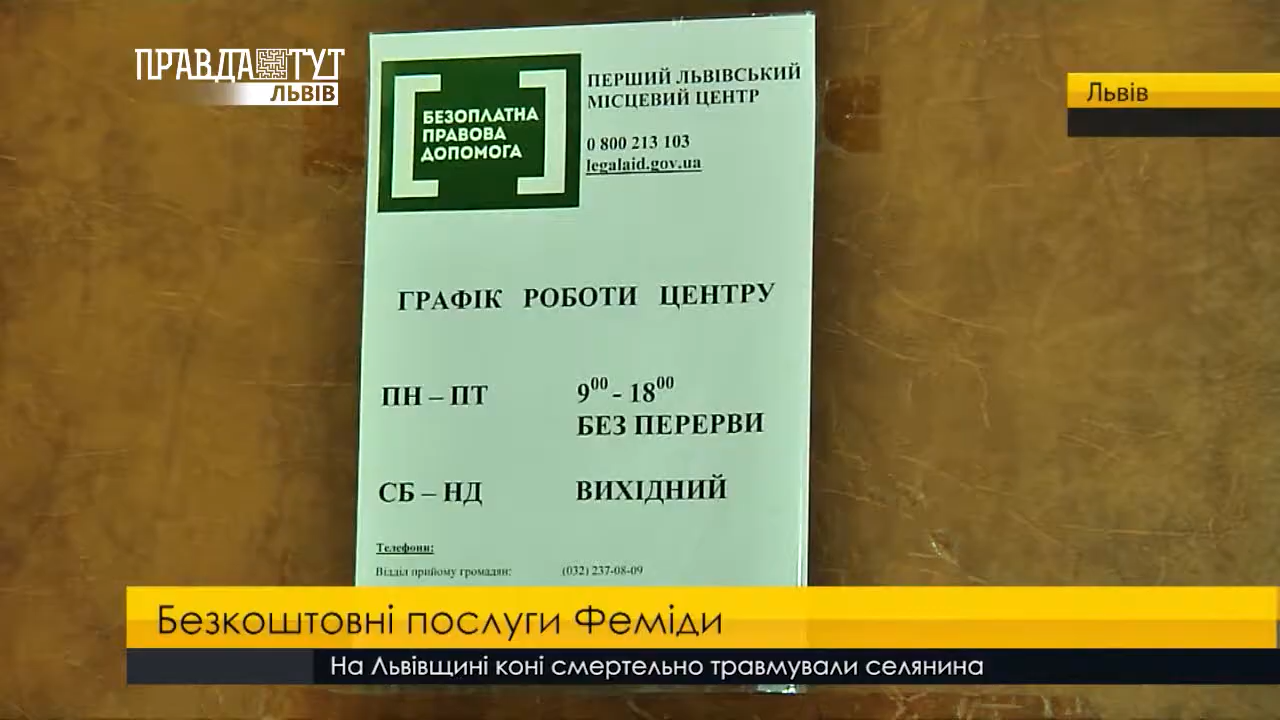 ПРАВДА ТУТ
ЛЬВІВ
Львів
БЕЗОПЛАТНА
ПРАВОВА
ДОПОМОГА
ПЕРШИЙ ЛЬВІВСЬКИЙ
МІСЦЕВИЙ ЦЕНТР
0 800 213 103
legalaid.gov.ua
ГРАФІК РОБОТИ ЦЕНТРУ
ПН – ПТ 9⁰⁰ - 18⁰⁰
БЕЗ ПЕРЕРВИ
СБ – НД ВИХІДНИЙ
Телефони:
Відділ прийому громадян: (032) 237-08-09
Безкоштовні послуги Феміди
На Львівщині коні смертельно травмували селянина